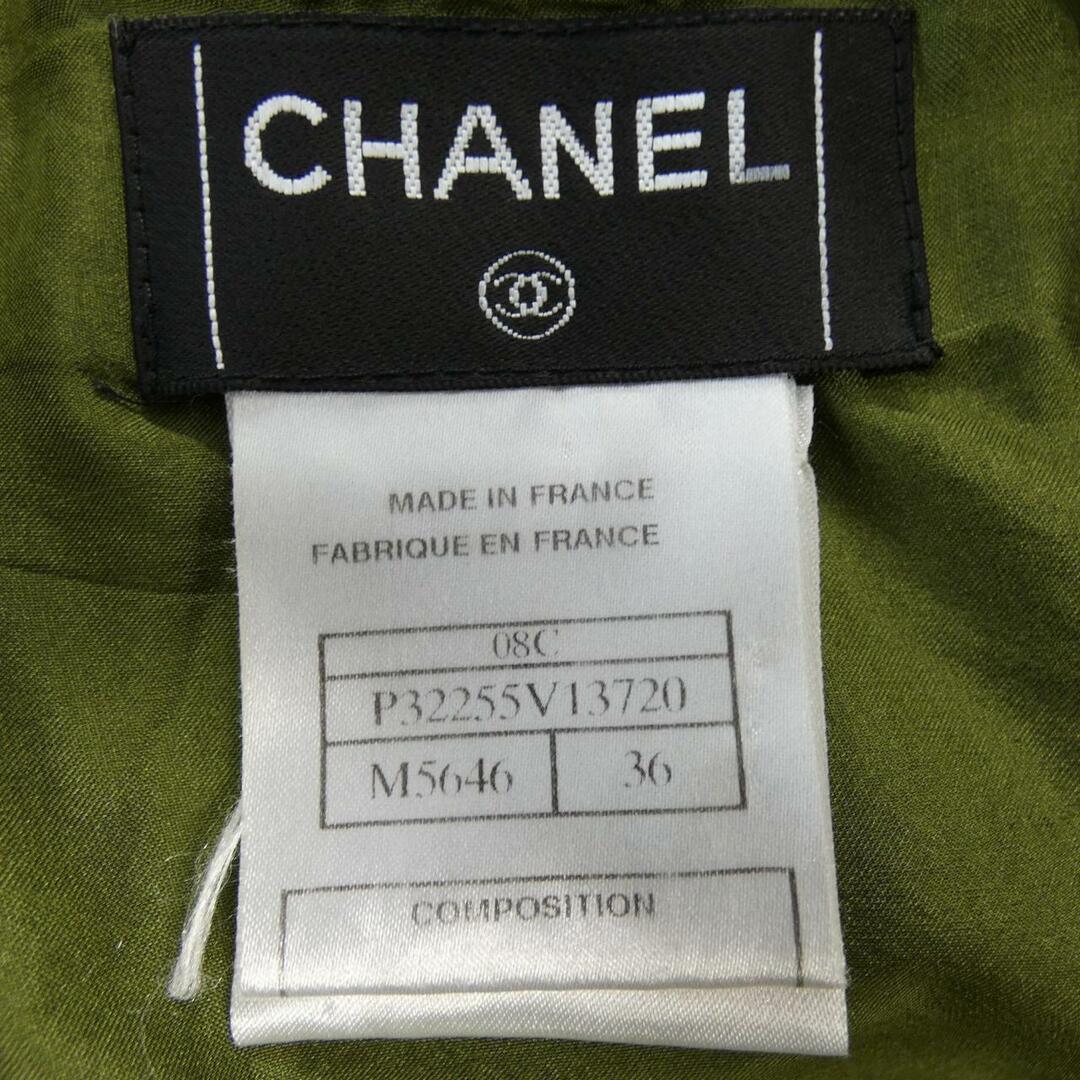 CHANEL
MADE IN FRANCE
FABRIQUE EN FRANCE
08C
P32255V13720
M5646 36
COMPOSITION